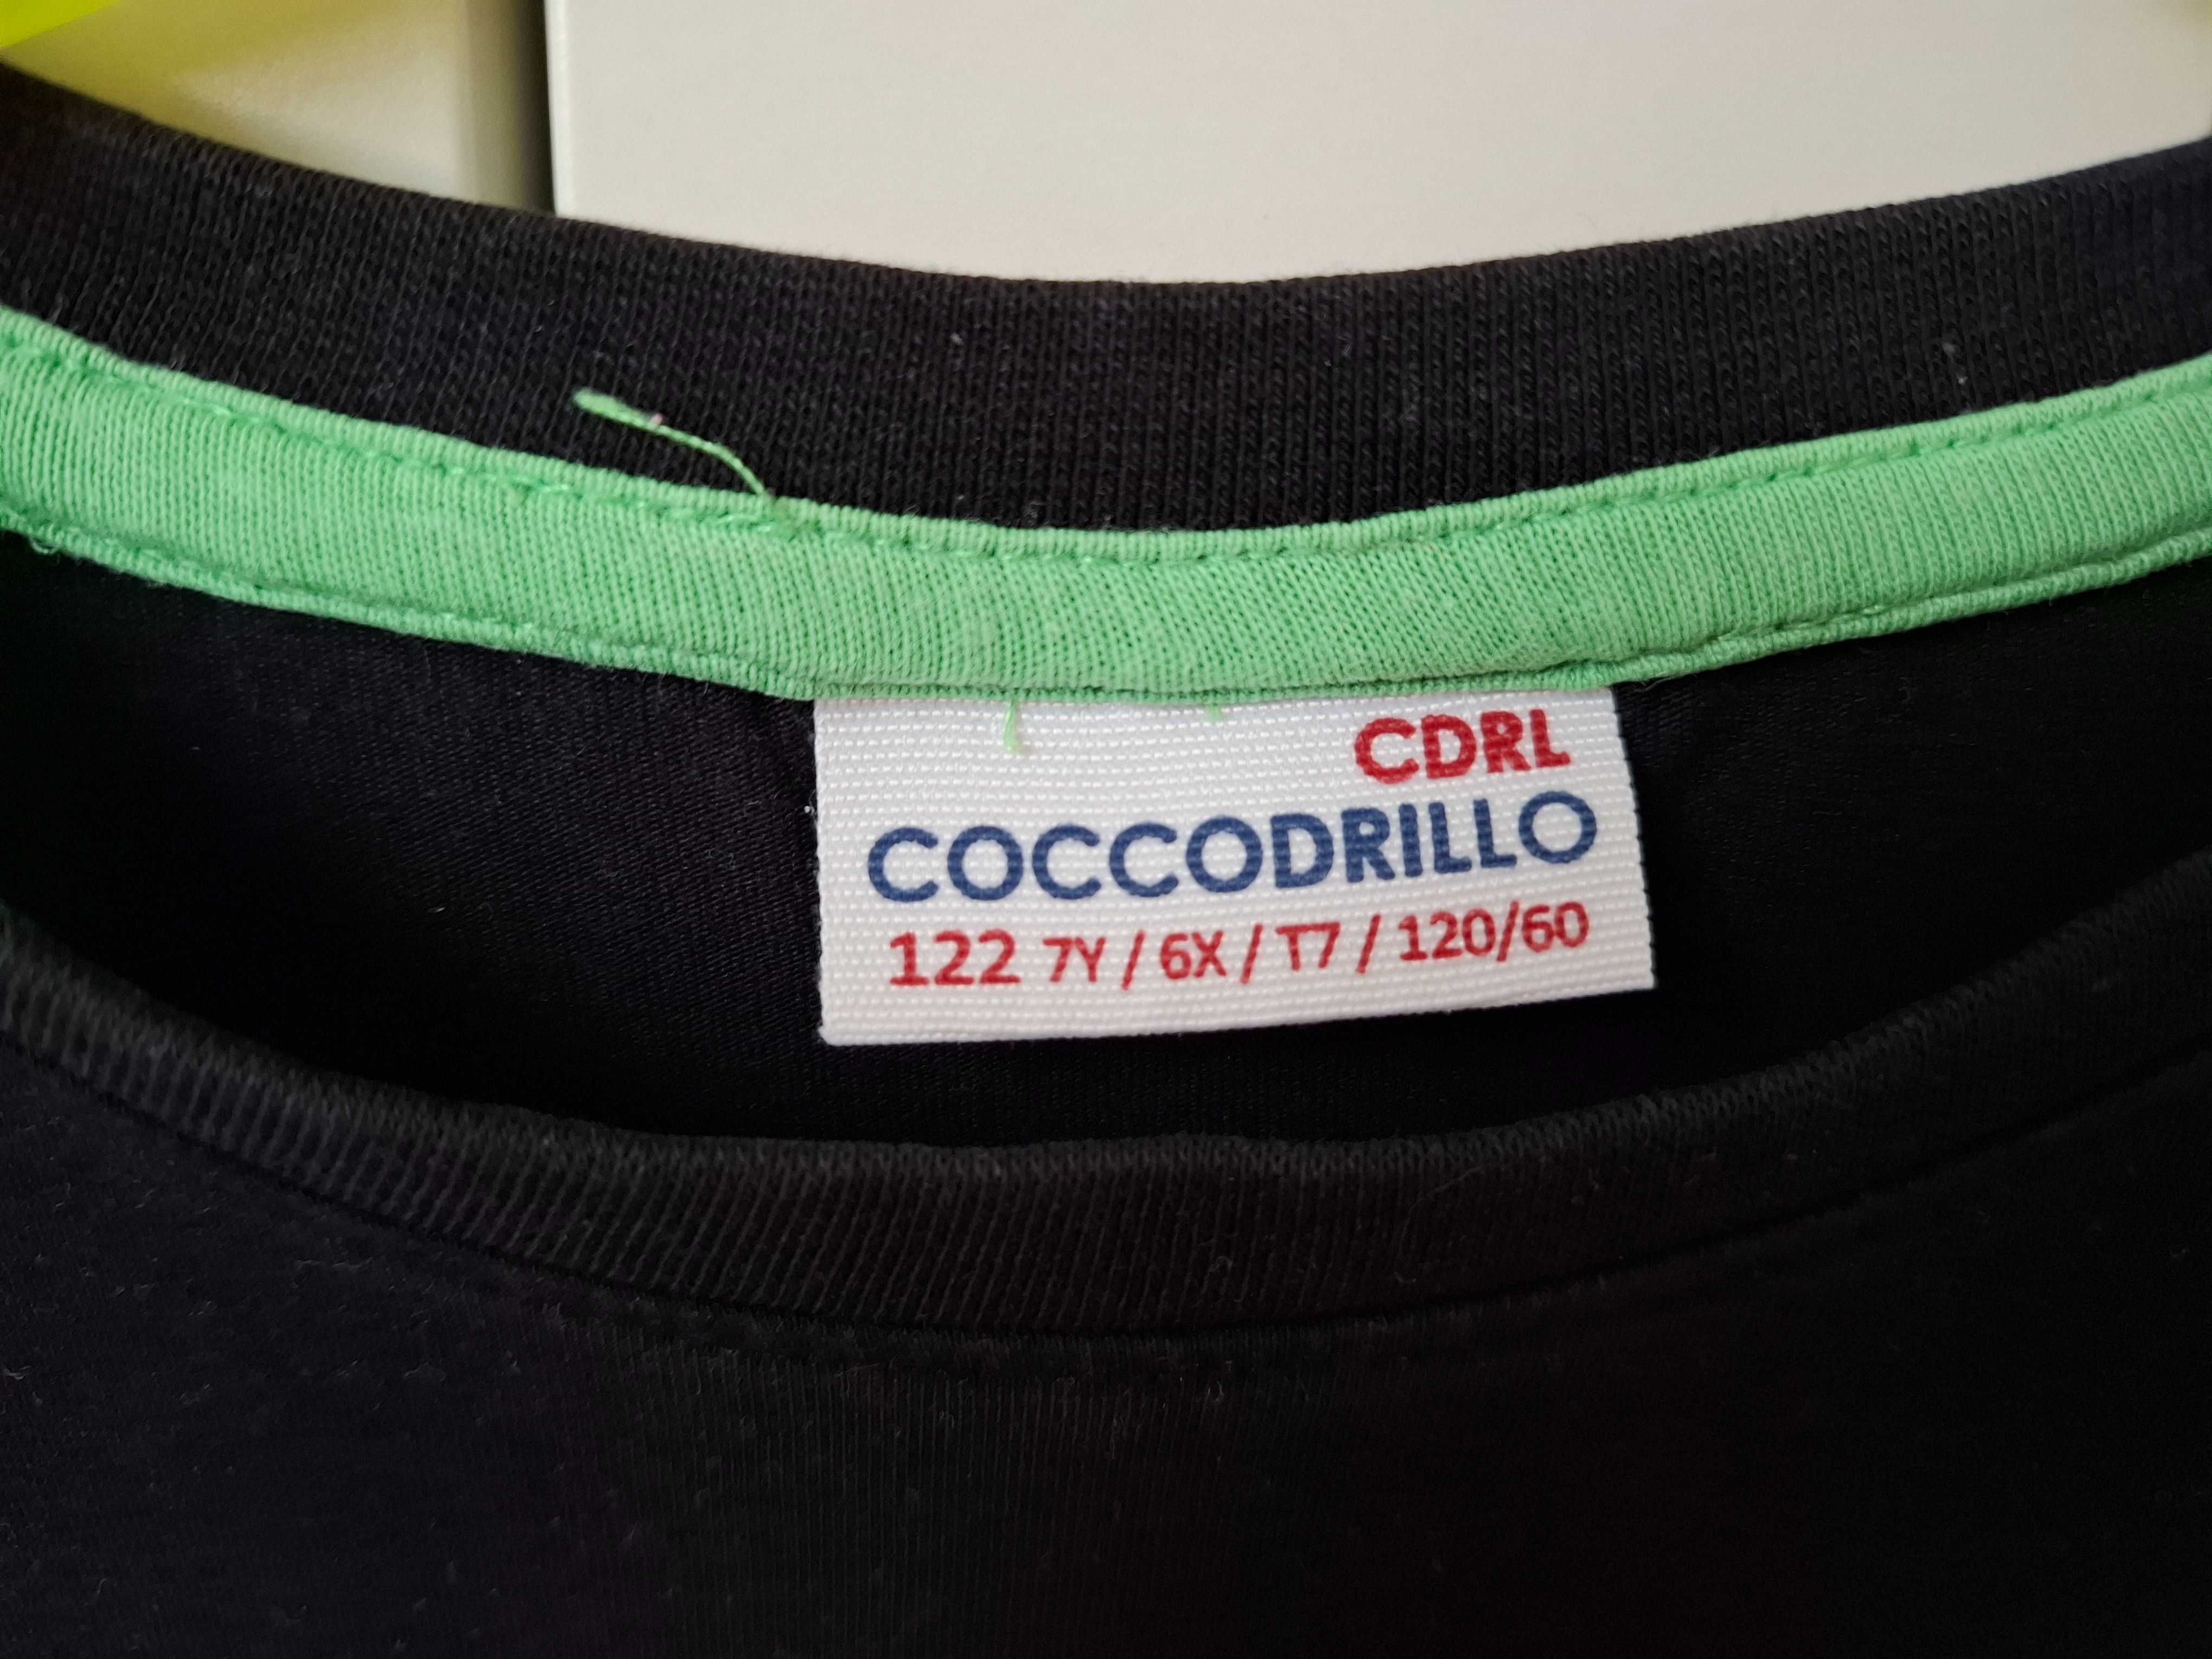 CDRL
COCCODRILLO
122 7Y / 6X / T7 / 120/60